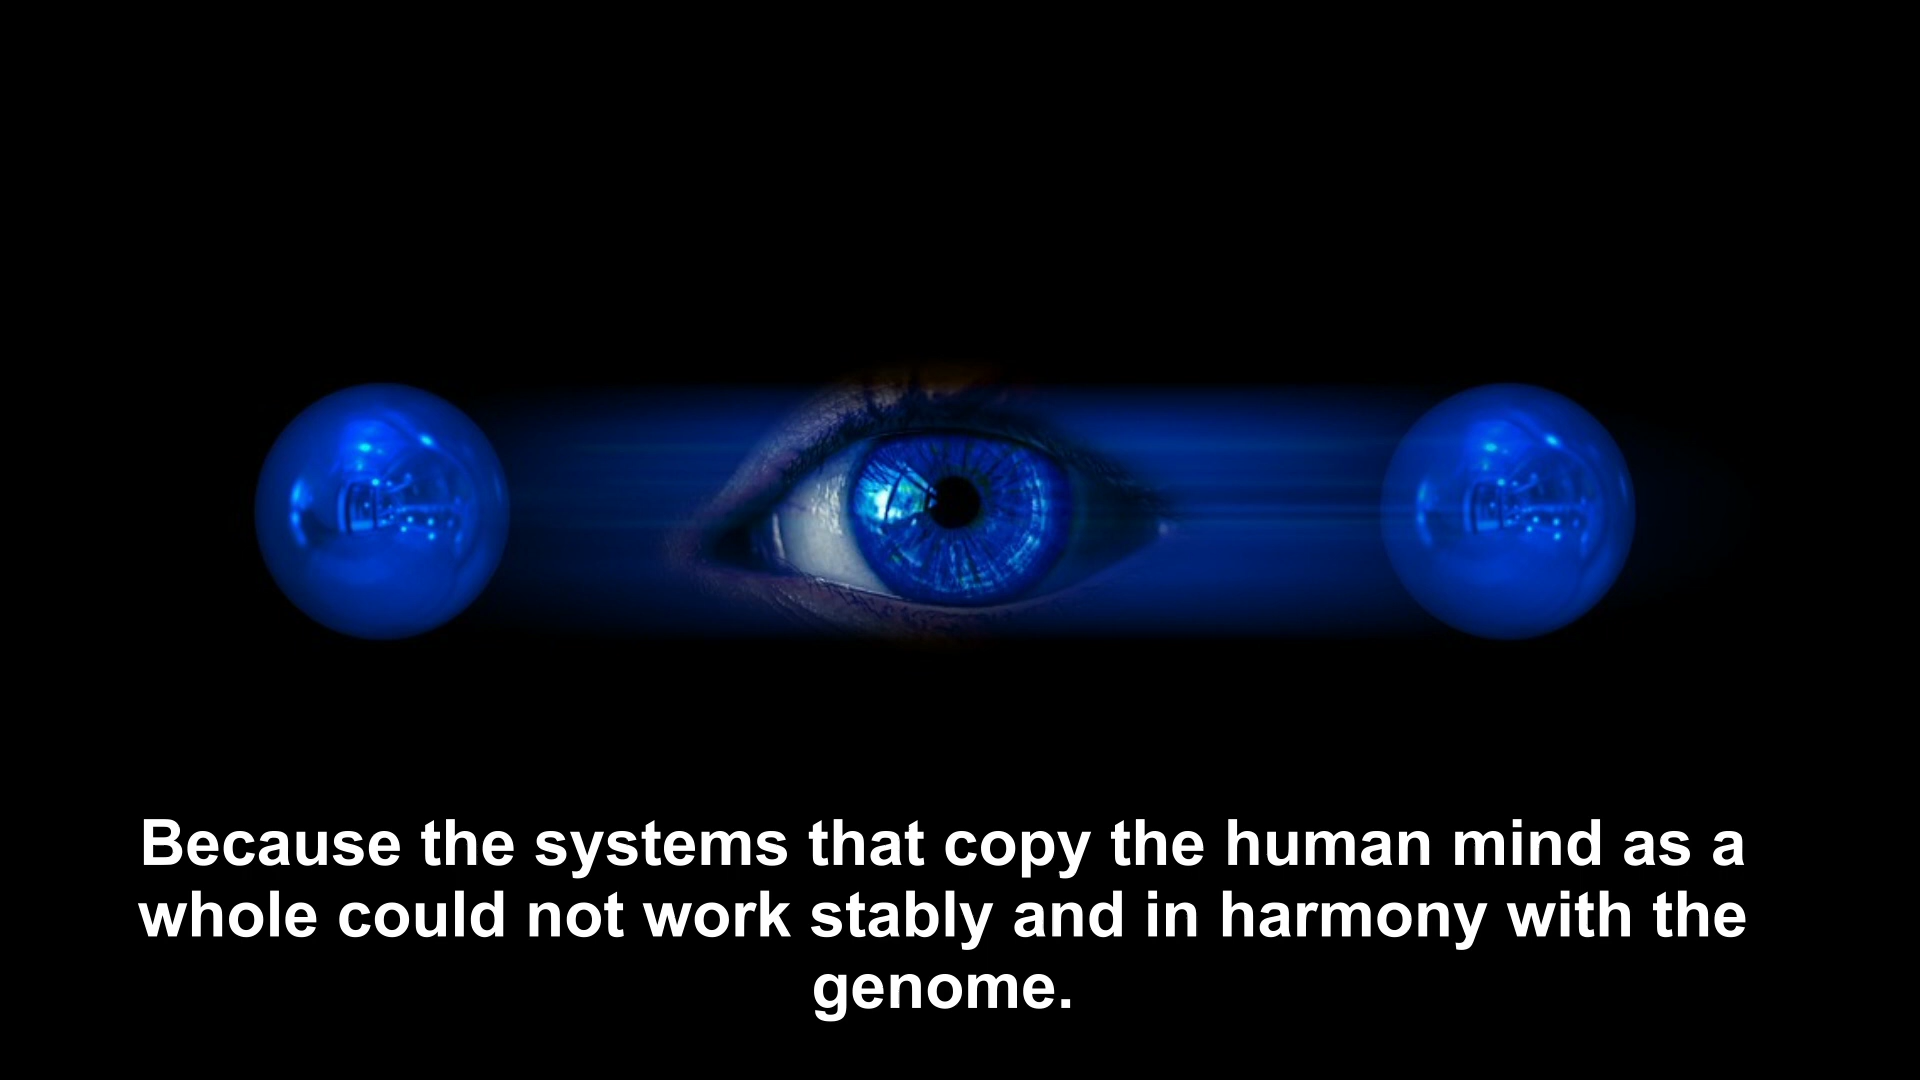 Because the systems that copy the human mind as a
whole could not work stably and in harmony with the
genome.